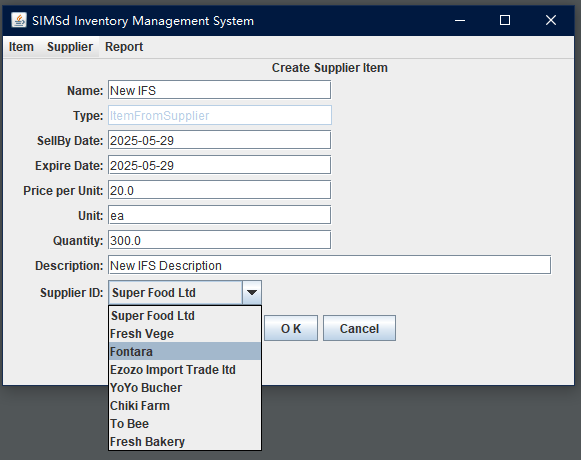 SIMSd Inventory Management System
Item Supplier Report
Create Supplier Item
Name: New IFS
Type: ItemFromSupplier
SellBy Date: 2025-05-29
Expire Date: 2025-05-29
Price per Unit: 20.0
Unit: ea
Quantity: 300.0
Description: New IFS Description
Supplier ID: Super Food Ltd
Super Food Ltd
Fresh Vege
O K Cancel
Fontara
Ezozo Import Trade ltd
YoYo Bucher
Chiki Farm
To Bee
Fresh Bakery